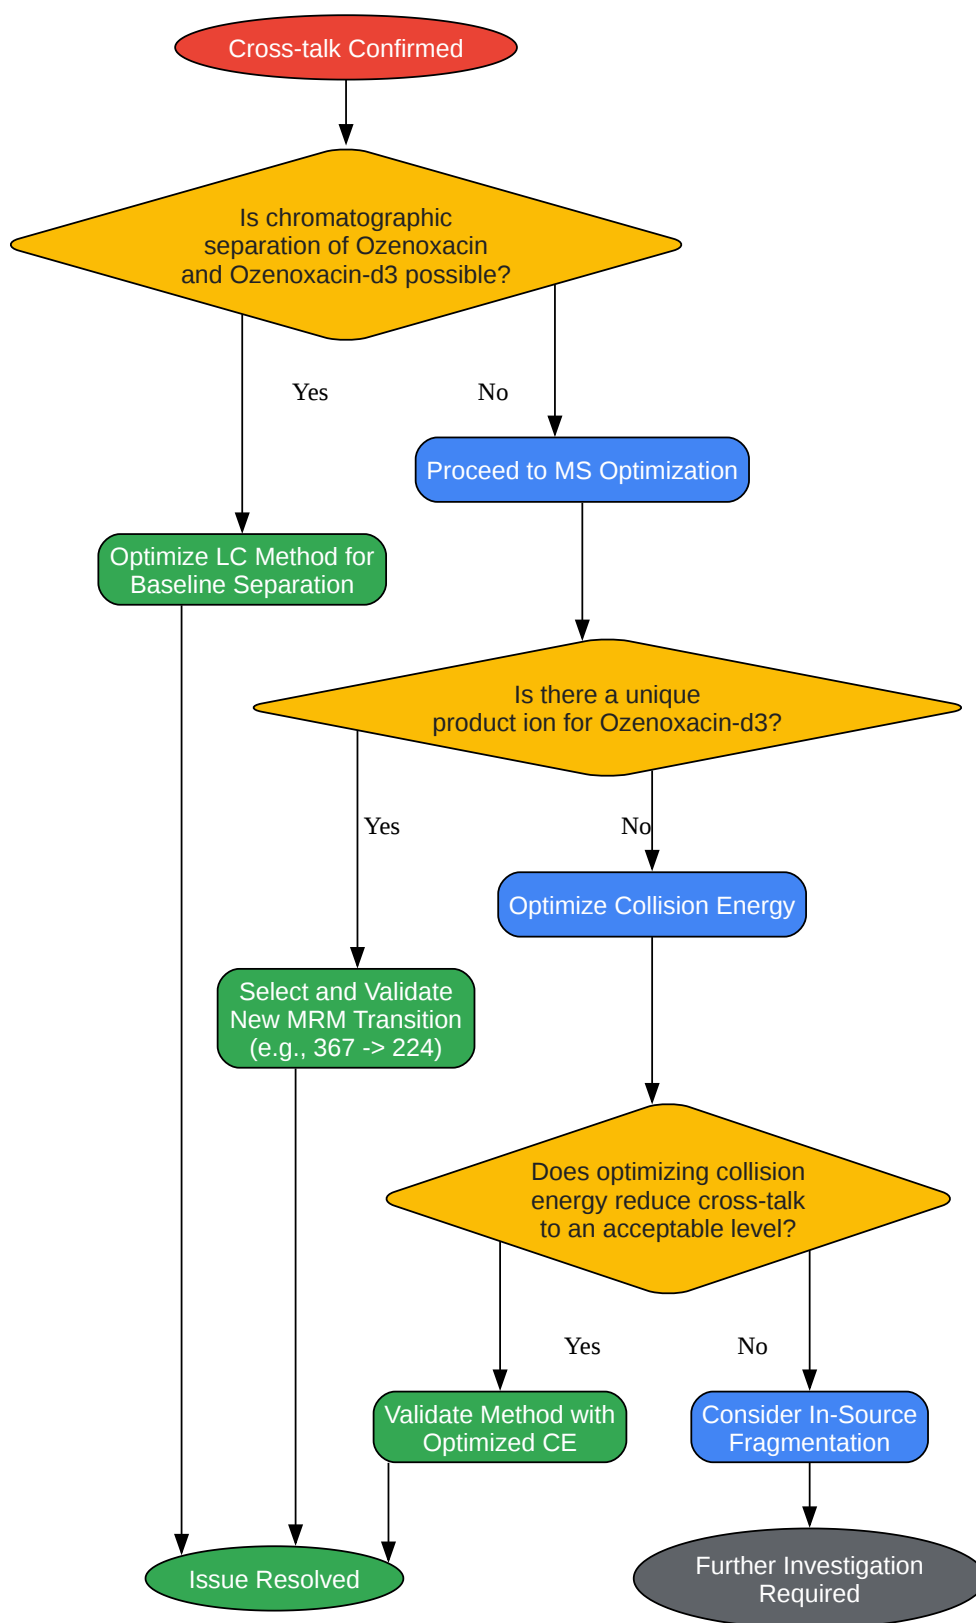 Cross-talk Confirmed
Is chromatographic
separation of Ozenoxacin
and Ozenoxacin-d3 possible?
Yes
No
Proceed to MS Optimization
Optimize LC Method for
Baseline Separation
Is there a unique
product ion for Ozenoxacin-d3?
Yes
No
Optimize Collision Energy
Select and Validate
New MRM Transition
(e.g., 367 -> 224)
Does optimizing collision
energy reduce cross-talk
to an acceptable level?
Yes
No
Validate Method with
Optimized CE
Consider In-Source
Fragmentation
Issue Resolved
Further Investigation
Required